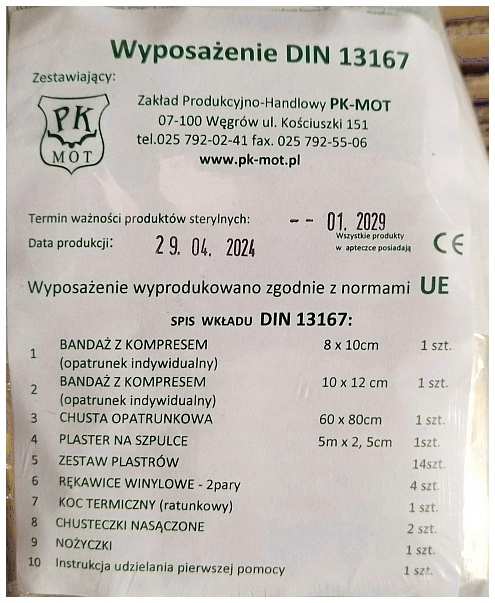 Wyposażenie DIN 13167
Zestawiający:
PK
MOT
Zakład Produkcyjno-Handlowy PK-MOT
07-100 Węgrów ul. Kościuszki 151
tel.025 792-02-41 fax. 025 792-55-06
www.pk-mot.pl
Termin ważności produktów sterylnych: -- 01. 2029
Data produkcji: 29. 04. 2024
Wszystkie produkty
w apteczce posiadają CE
Wyposażenie wyprodukowano zgodnie z normami UE
SPIS WKŁADU DIN 13167:
1 BANDAŻ Z KOMPRESEM 8 x 10cm 1 szt.
(opatrunek indywidualny)
2 BANDAŻ Z KOMPRESEM 10 x 12 cm 1 szt.
(opatrunek indywidualny)
3 CHUSTA OPATRUNKOWA 60 x 80cm 1 szt.
4 PLASTER NA SZPULCE 5m x 2, 5cm 1szt.
5 ZESTAW PLASTRÓW 14szt.
6 RĘKAWICE WINYLOWE - 2pary 4 szt.
7 KOC TERMICZNY (ratunkowy) 1 szt.
8 CHUSTECZKI NASĄCZONE 2 szt.
9 NOŻYCZKI 1 szt.
10 Instrukcja udzielania pierwszej pomocy 1 szt.